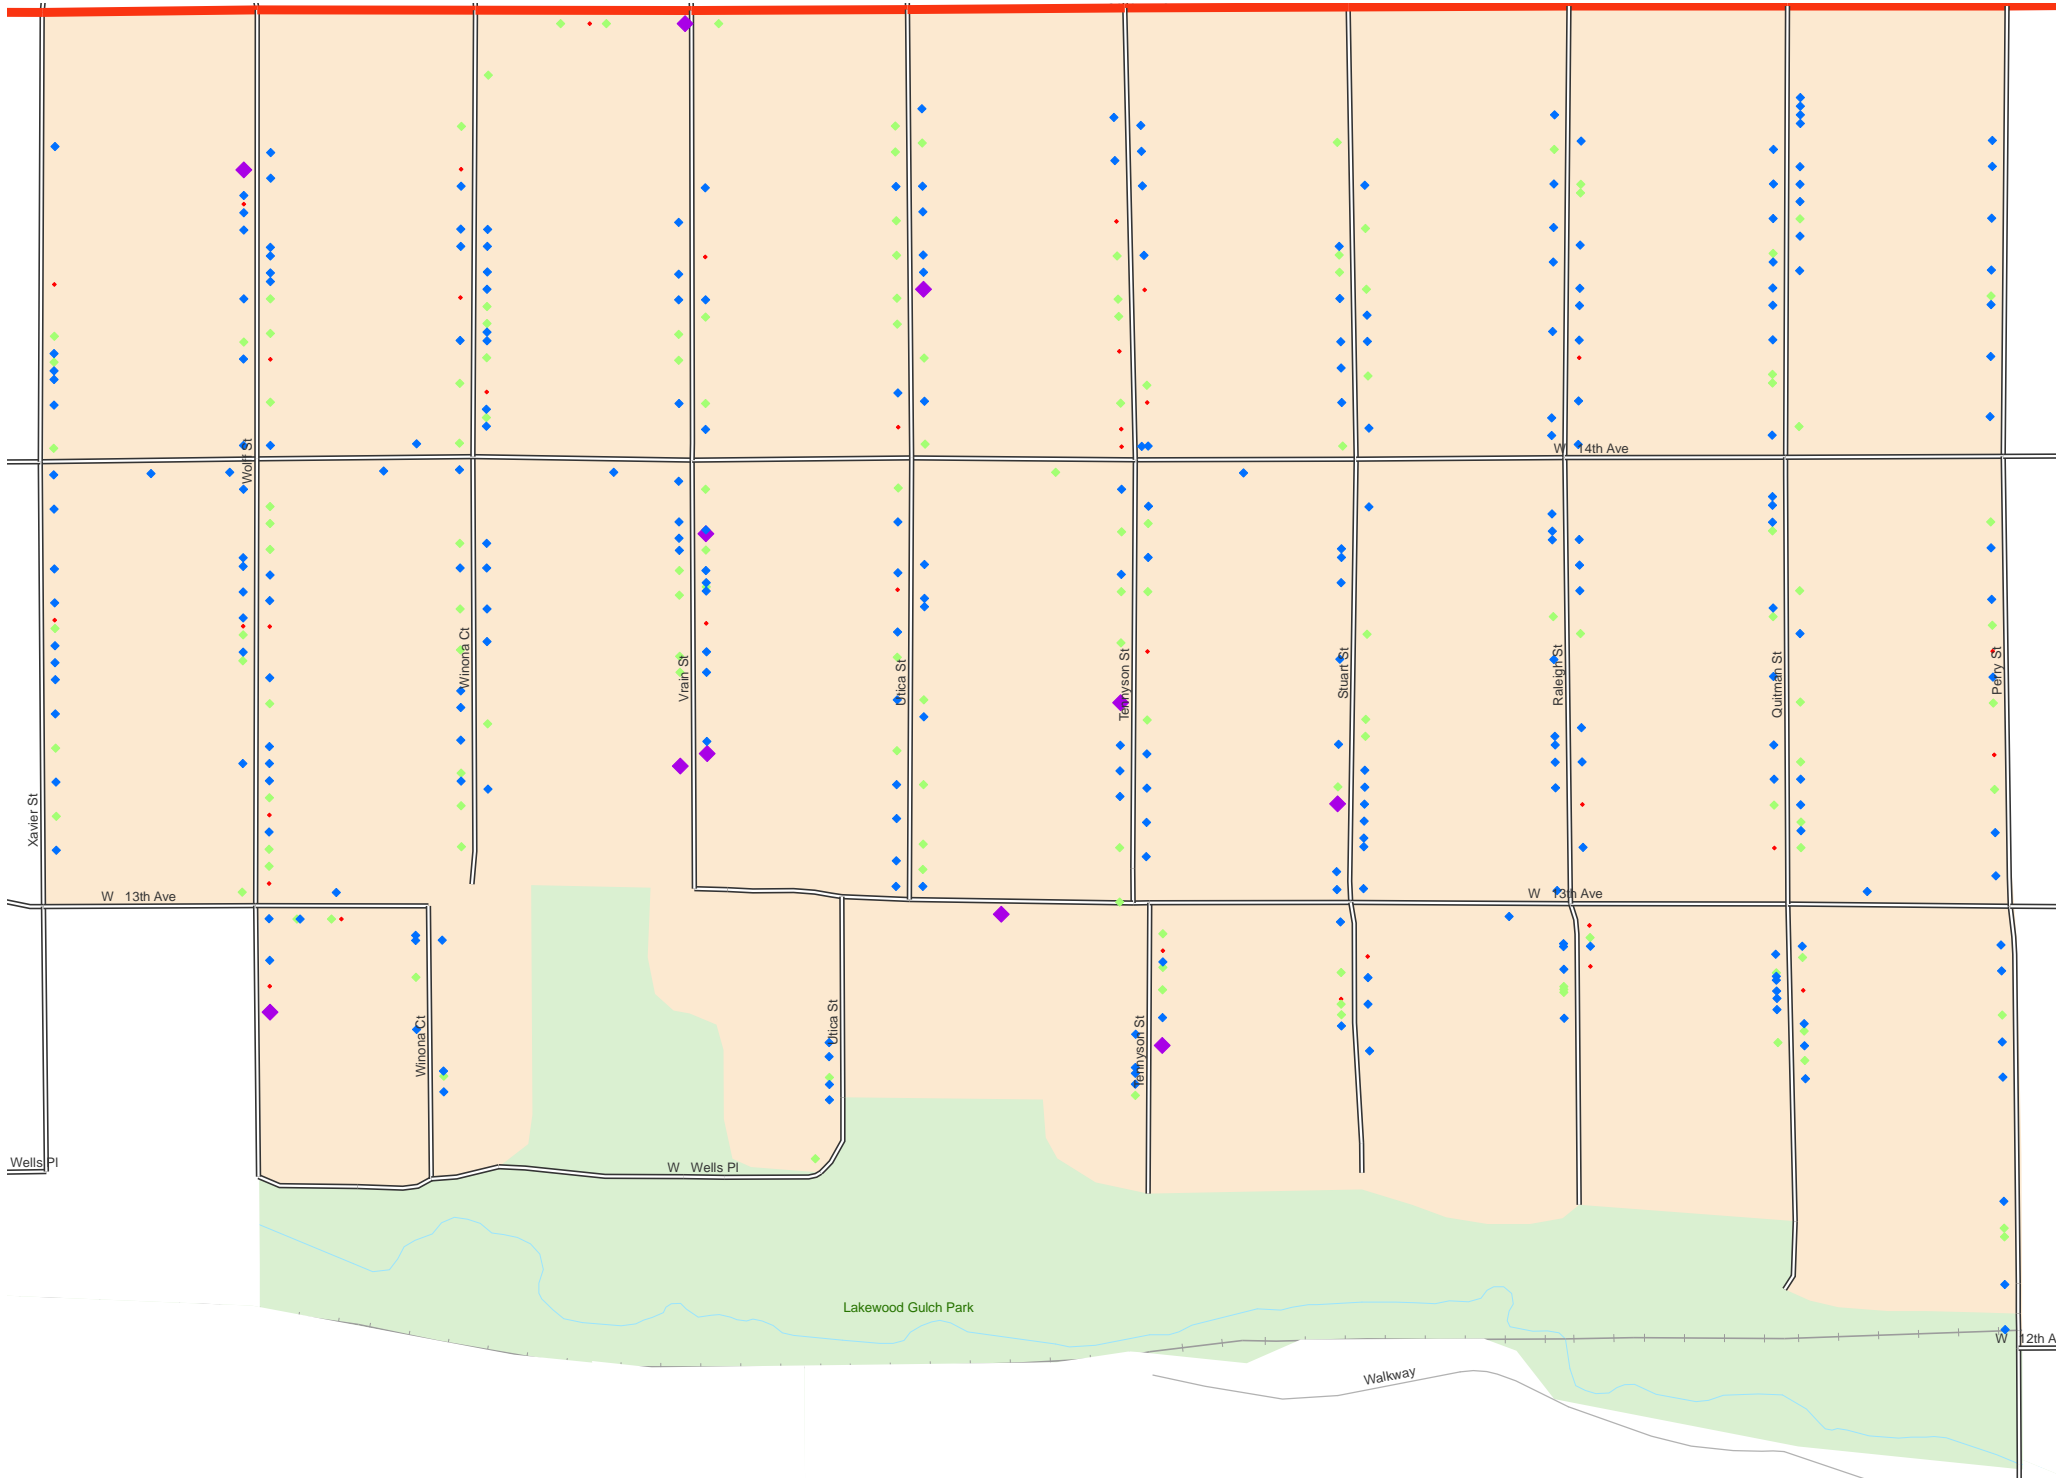 W 14th Ave
Wolff St
Winona Ct
Vrain St
Utica St
Tennyson St
Stuart St
Raleigh St
Quitman St
Perry St
Xavier St
W 13th Ave
W 13th Ave
Winona Ct
Utica St
Tennyson St
Wells Pl
W Wells Pl
Lakewood Gulch Park
W 12th A
Walkway